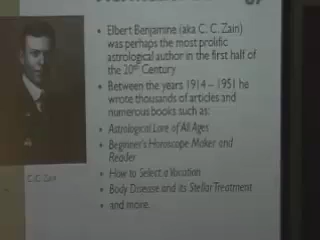 • Elbert Benjamine (aka C. C. Zain)
was perhaps the most prolific
astrological author in the first half of
the 20th Century
• Between the years 1914 – 1951 he
wrote thousands of articles and
numerous books such as:
• Astrological Lore of All Ages
• Beginner's Horoscope Maker and
Reader
• How to Select a Vocation
• Body Disease and its Stellar Treatment
• and more...
C. C. Zain